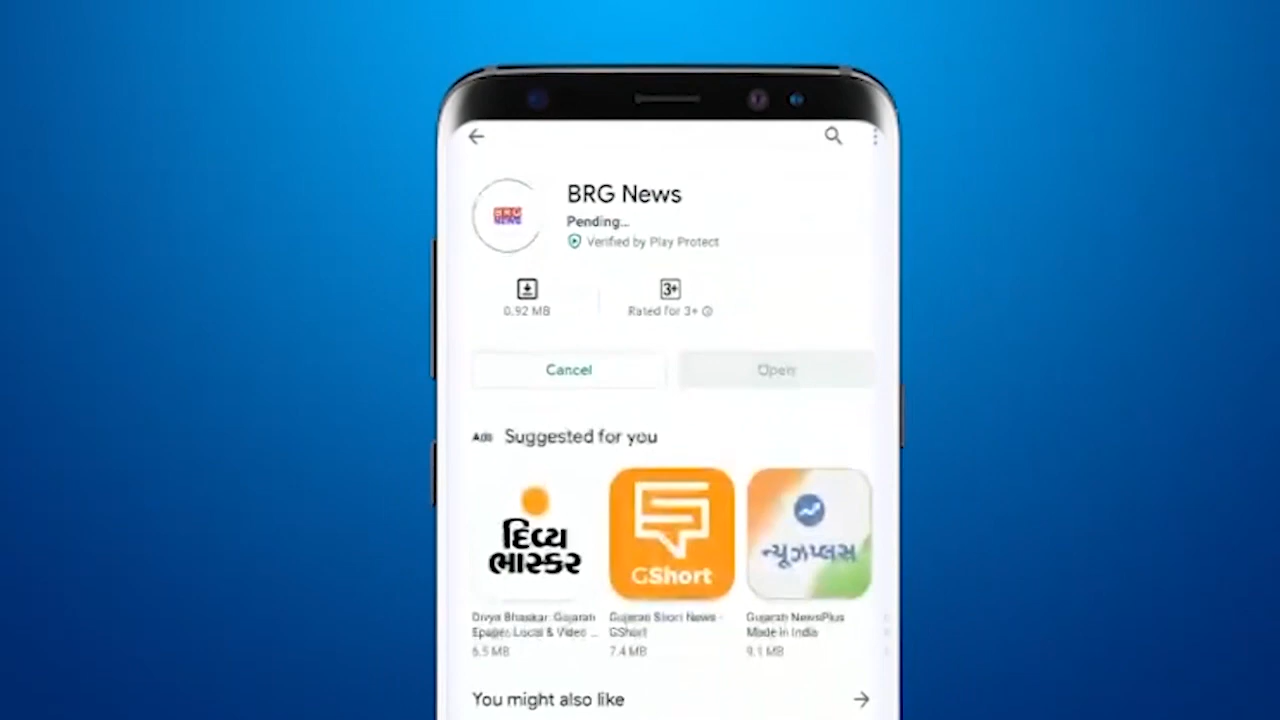 BRG News
BRG
NEWS
Pending...
Verified by Play Protect
0.92 MB
3+
Rated for 3+
Cancel
Open
Ads
Suggested for you
દિવ્ય
ભાસ્કર
GShort
ન્યૂઝપ્લસ
Divya Bhaskar: Gujarati
Epaper, Local & Video ...
6.5 MB
Gujarati Short News -
GShort
7.4 MB
Gujarati NewsPlus
Made in India
9.1 MB
You might also like